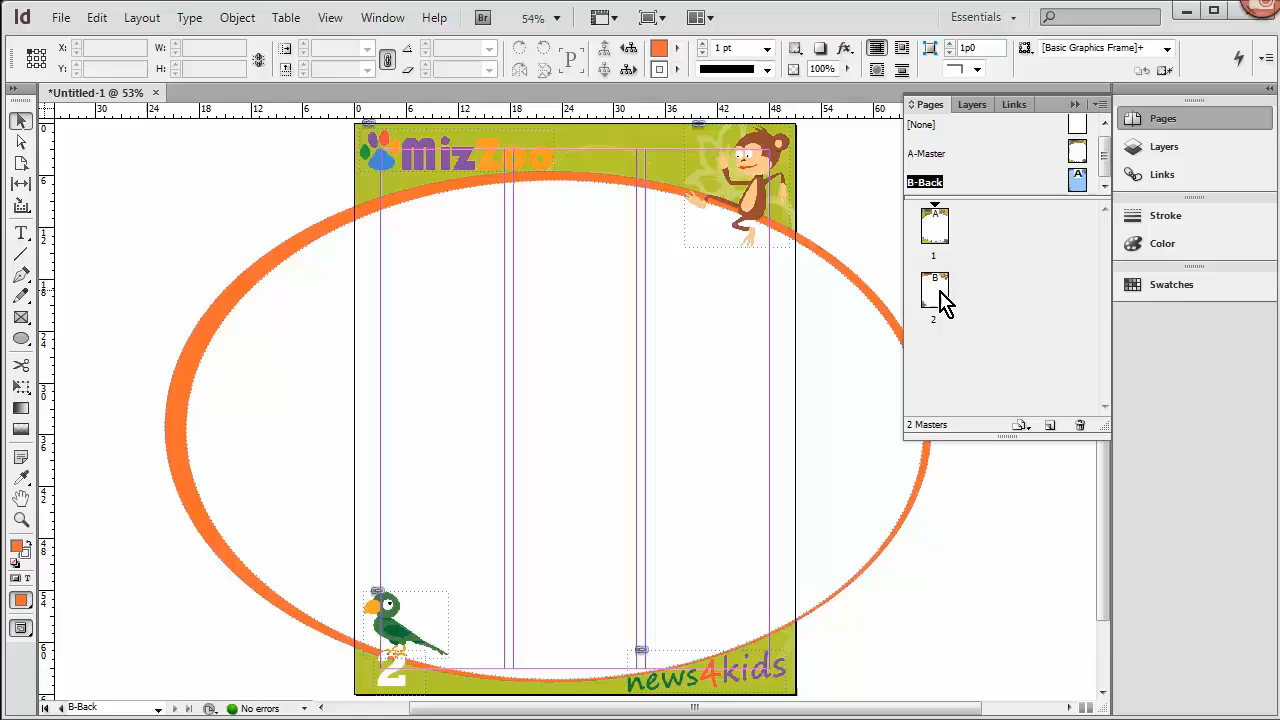 Id File Edit Layout Type Object Table View Window Help Br 54% Essentials
X: W: 1 pt 1p0 [Basic Graphics Frame]+
Y: H: P fx. 100%
*Untitled-1 @ 53% ×
30 24 18 12 6 0 6 12 18 24 30 36 42 48 54 60
Pages Layers Links
[None]
A-Master
B-Back A
A
1
B
2
2 Masters
Pages
Layers
Links
Stroke
Color
Swatches
MizZoo
2
news4kids
B-Back No errors